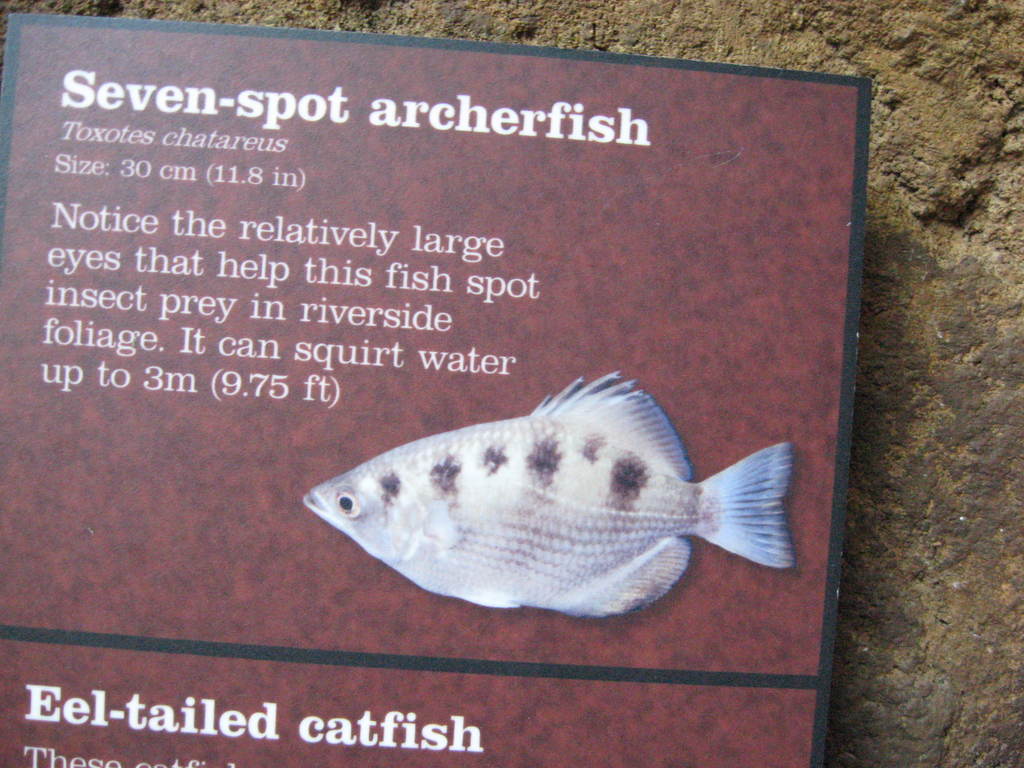 Seven-spot archerfish
Toxotes chatareus
Size: 30 cm (11.8 in)
Notice the relatively large
eyes that help this fish spot
insect prey in riverside
foliage. It can squirt water
up to 3m (9.75 ft)
Eel-tailed catfish
These